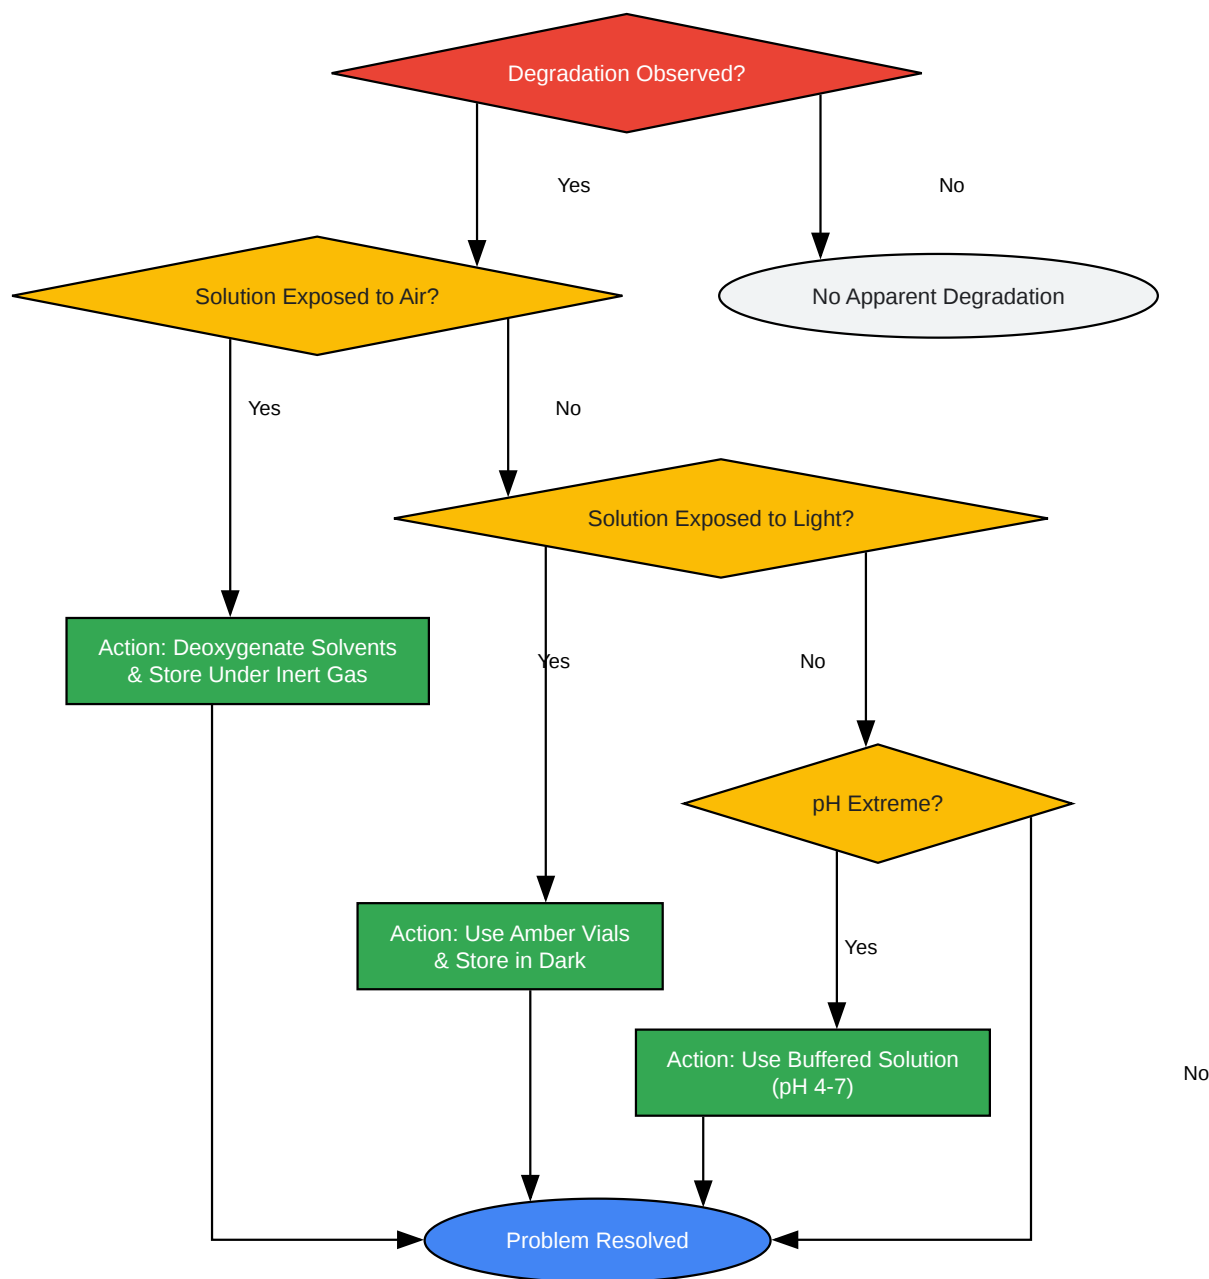 Degradation Observed?
Yes
No
Solution Exposed to Air?
No Apparent Degradation
Yes
No
Solution Exposed to Light?
Action: Deoxygenate Solvents
& Store Under Inert Gas
Yes
No
pH Extreme?
Action: Use Amber Vials
& Store in Dark
Yes
Action: Use Buffered Solution
(pH 4-7)
No
Problem Resolved